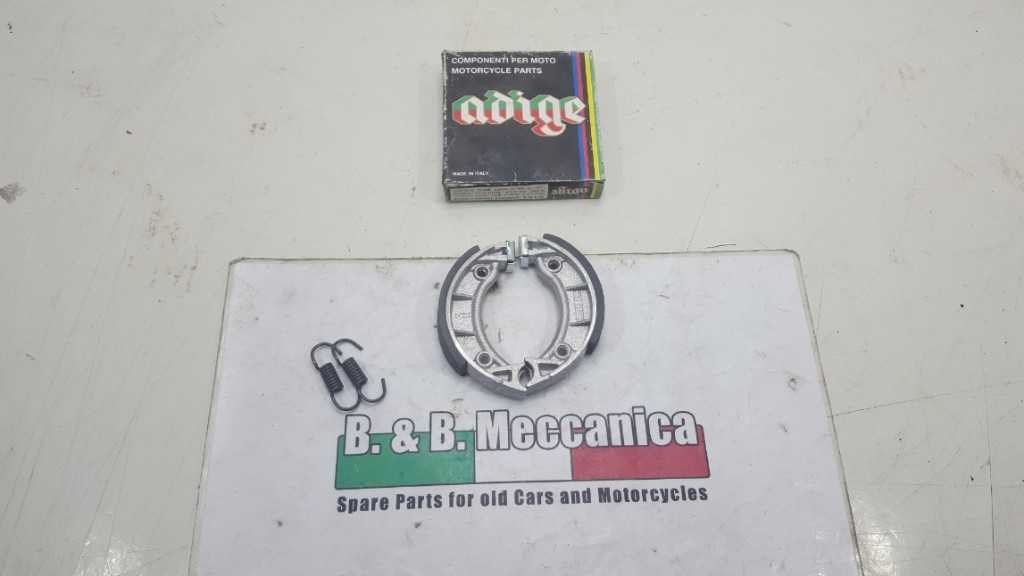 COMPONENTI PER MOTO
MOTORCYCLE PARTS
adige
MADE IN ITALY
adige
B. & B. Meccanica
Spare Parts for old Cars and Motorcycles